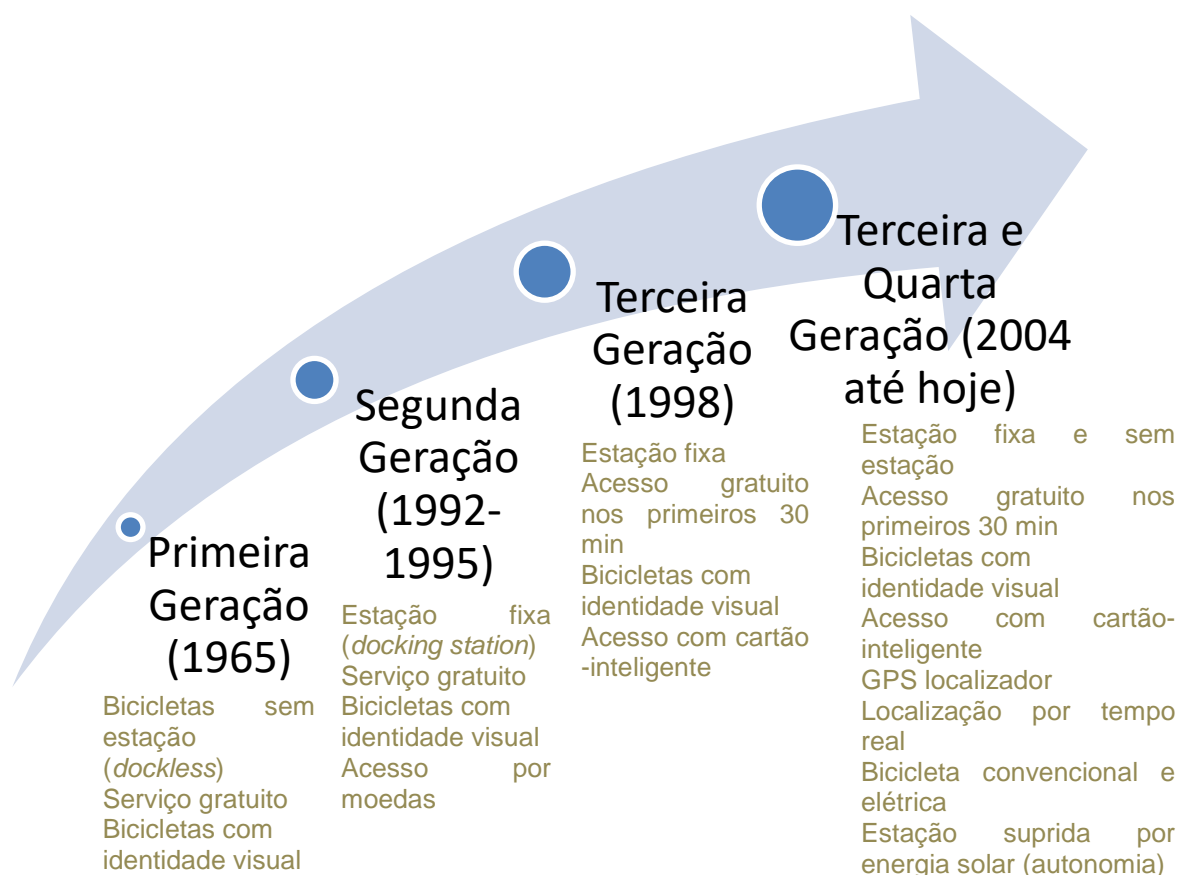 Primeira
Geração
(1965)
Bicicletas sem
estação
(dockless)
Serviço gratuito
Bicicletas com
identidade visual
Segunda
Geração
(1992-
1995)
Estação fixa
(docking station)
Serviço gratuito
Bicicletas com
identidade visual
Acesso por
moedas
Terceira
Geração
(1998)
Estação fixa
Acesso gratuito
nos primeiros 30
min
Bicicletas com
identidade visual
Acesso com cartão
-inteligente
Terceira e
Quarta
Geração (2004
até hoje)
Estação fixa e sem
estação
Acesso gratuito nos
primeiros 30 min
Bicicletas com
identidade visual
Acesso com cartão-
inteligente
GPS localizador
Localização por tempo
real
Bicicleta convencional e
elétrica
Estação suprida por
energia solar (autonomia)